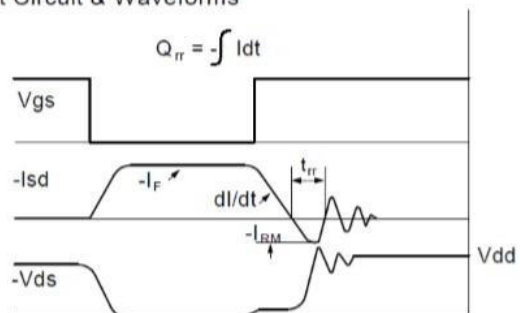 t Circuit & Waveforms
Qrr = -∫ Idt
Vgs
-Isd
-IF
dI/dt
trr
-IRM
Vdd
-Vds